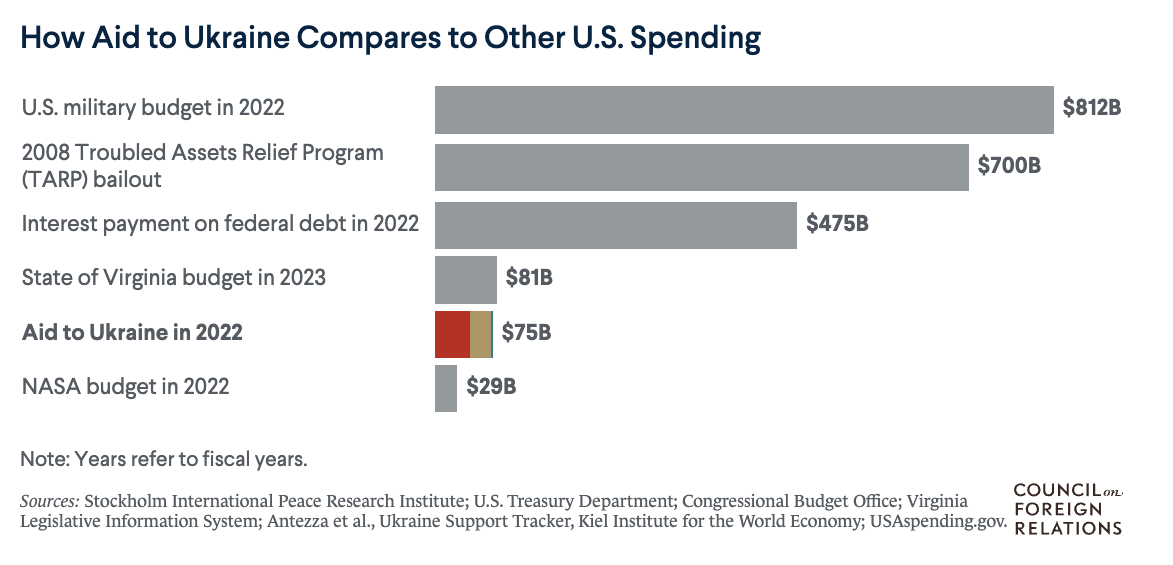 How Aid to Ukraine Compares to Other U.S. Spending
U.S. military budget in 2022
$812B
2008 Troubled Assets Relief Program
(TARP) bailout
$700B
Interest payment on federal debt in 2022
$475B
State of Virginia budget in 2023
$81B
Aid to Ukraine in 2022
$75B
NASA budget in 2022
$29B
Note: Years refer to fiscal years.
Sources: Stockholm International Peace Research Institute; U.S. Treasury Department; Congressional Budget Office; Virginia
Legislative Information System; Antezza et al., Ukraine Support Tracker, Kiel Institute for the World Economy; USAspending.gov.
COUNCIL on
FOREIGN
RELATIONS